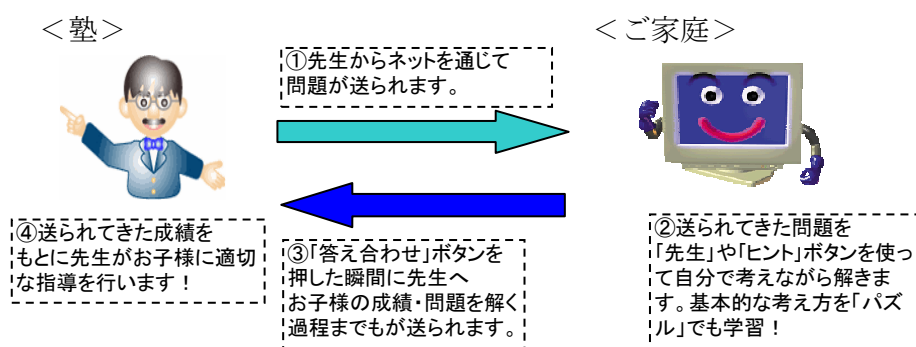 ＜塾＞
＜ご家庭＞
①先生からネットを通じて
問題が送られます。
②送られてきた問題を
「先生」や「ヒント」ボタンを使っ
て自分で考えながら解きま
す。基本的な考え方を「パズ
ル」でも学習！
③「答え合わせ」ボタンを
押した瞬間に先生へ
お子様の成績・問題を解く
過程までもが送られます。
④送られてきた成績を
もとに先生がお子様に適切
な指導を行います！